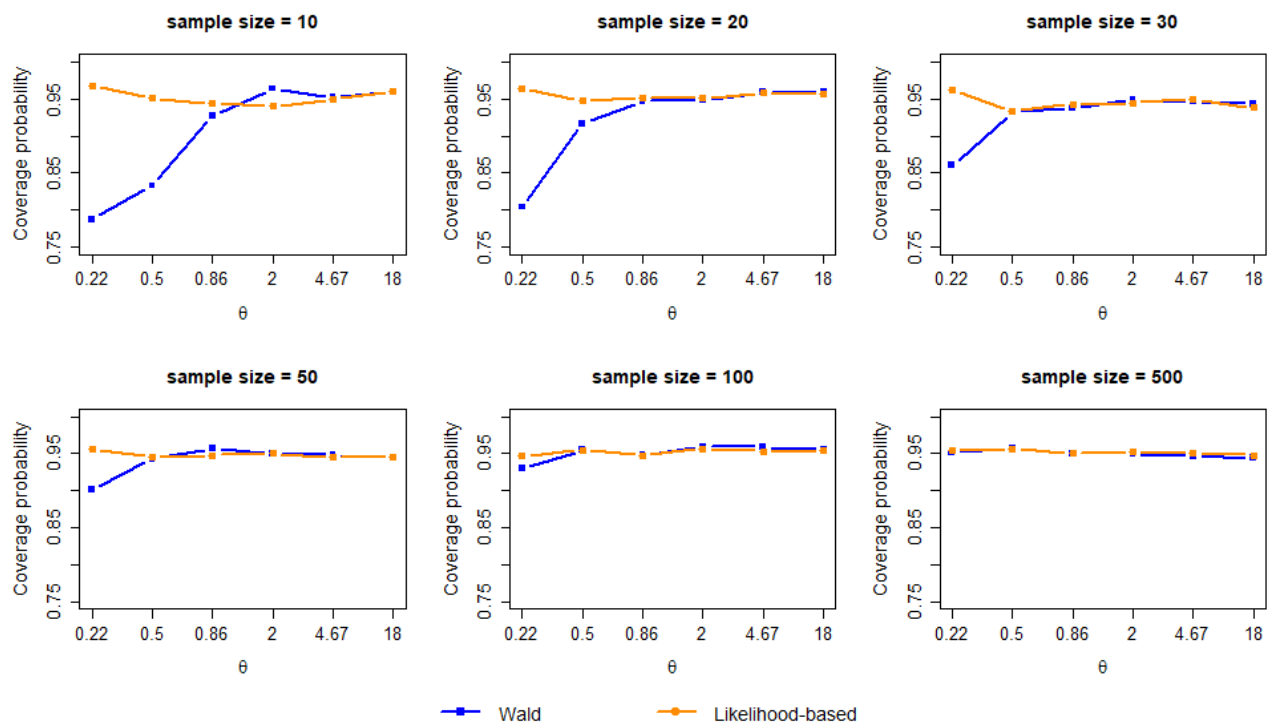 sample size = 10
Coverage probability
0.75 0.85 0.95
0.22 0.5 0.86 2 4.67 18
θ
sample size = 20
Coverage probability
0.75 0.85 0.95
0.22 0.5 0.86 2 4.67 18
θ
sample size = 30
Coverage probability
0.75 0.85 0.95
0.22 0.5 0.86 2 4.67 18
θ
sample size = 50
Coverage probability
0.75 0.85 0.95
0.22 0.5 0.86 2 4.67 18
θ
sample size = 100
Coverage probability
0.75 0.85 0.95
0.22 0.5 0.86 2 4.67 18
θ
sample size = 500
Coverage probability
0.75 0.85 0.95
0.22 0.5 0.86 2 4.67 18
θ
Wald Likelihood-based